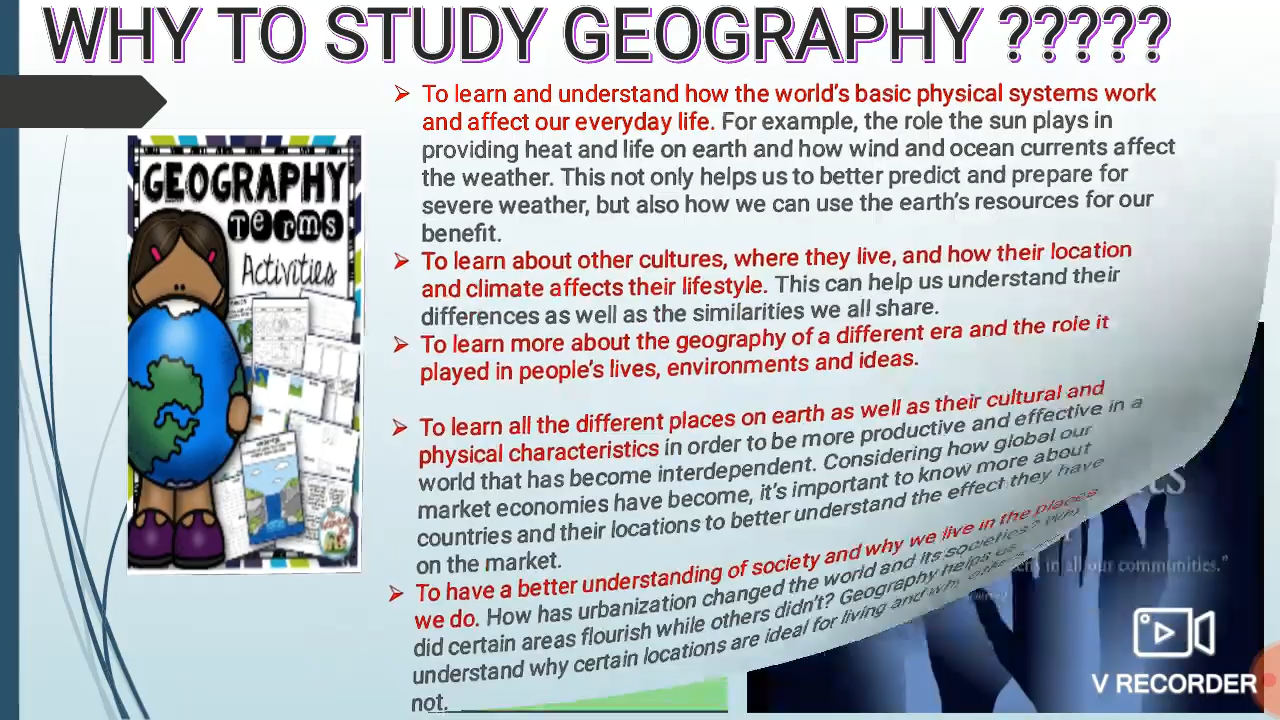 WHY TO STUDY GEOGRAPHY ?????
To learn and understand how the world's basic physical systems work
and affect our everyday life. For example, the role the sun plays in
providing heat and life on earth and how wind and ocean currents affect
the weather. This not only helps us to better predict and prepare for
severe weather, but also how we can use the earth's resources for our
benefit.
To learn about other cultures, where they live, and how their location
and climate affects their lifestyle. This can help us understand their
differences as well as the similarities we all share.
To learn more about the geography of a different era and the role it
played in people's lives, environments and ideas.
To learn all the different places on earth as well as their cultural and
physical characteristics in order to be more productive and effective in a
world that has become interdependent. Considering how global our
market economies have become, it's important to know more about
countries and their locations to better understand the effect they have
on the market.
To have a better understanding of society and why we live in the places
we do. How has urbanization changed the world and its societies? Why
did certain areas flourish while others didn't? Geography helps us
understand why certain locations are ideal for living and why others
not.
GEOGRAPHY
Terms
Activities
in all our communities."
V RECORDER